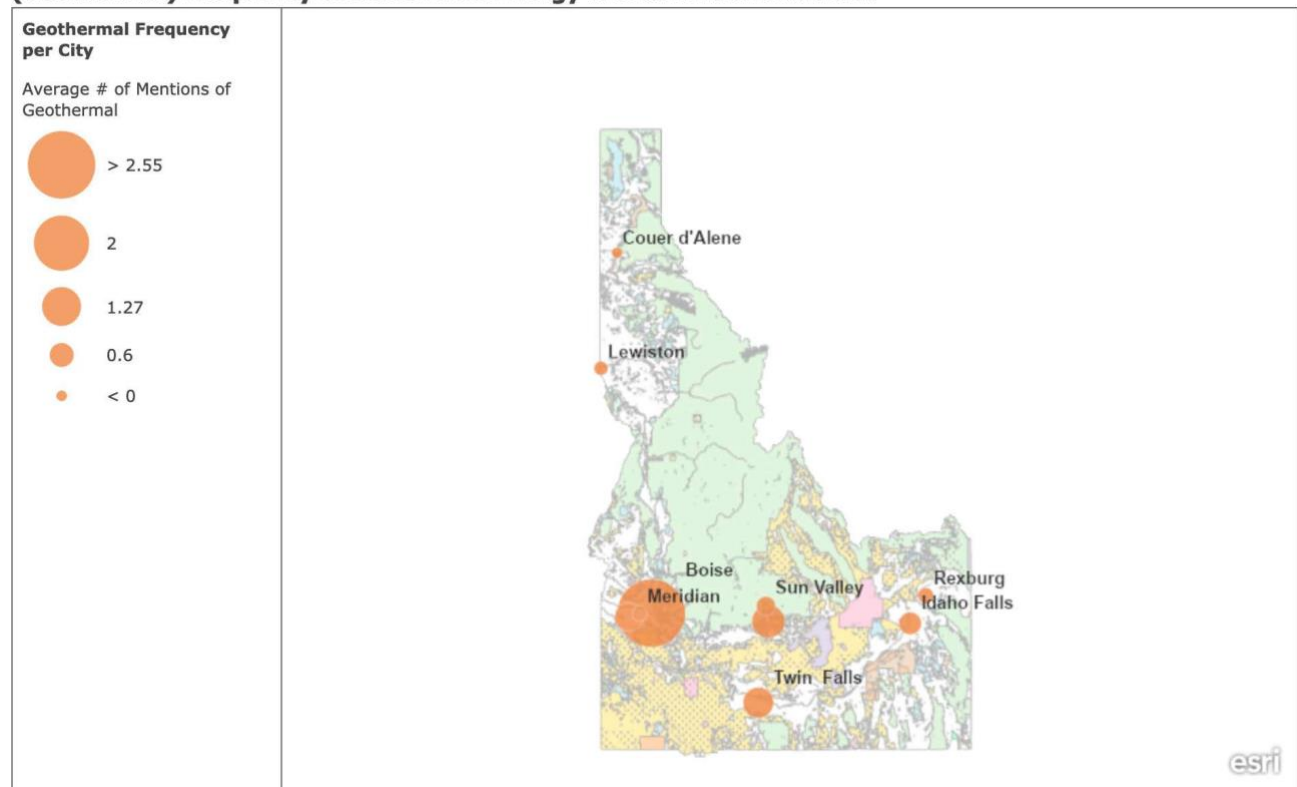 Geothermal Frequency
per City
Average # of Mentions of
Geothermal
> 2.55
2
1.27
0.6
< 0
Couer d'Alene
Lewiston
Boise
Meridian
Sun Valley
Rexburg
Idaho Falls
Twin Falls
esri